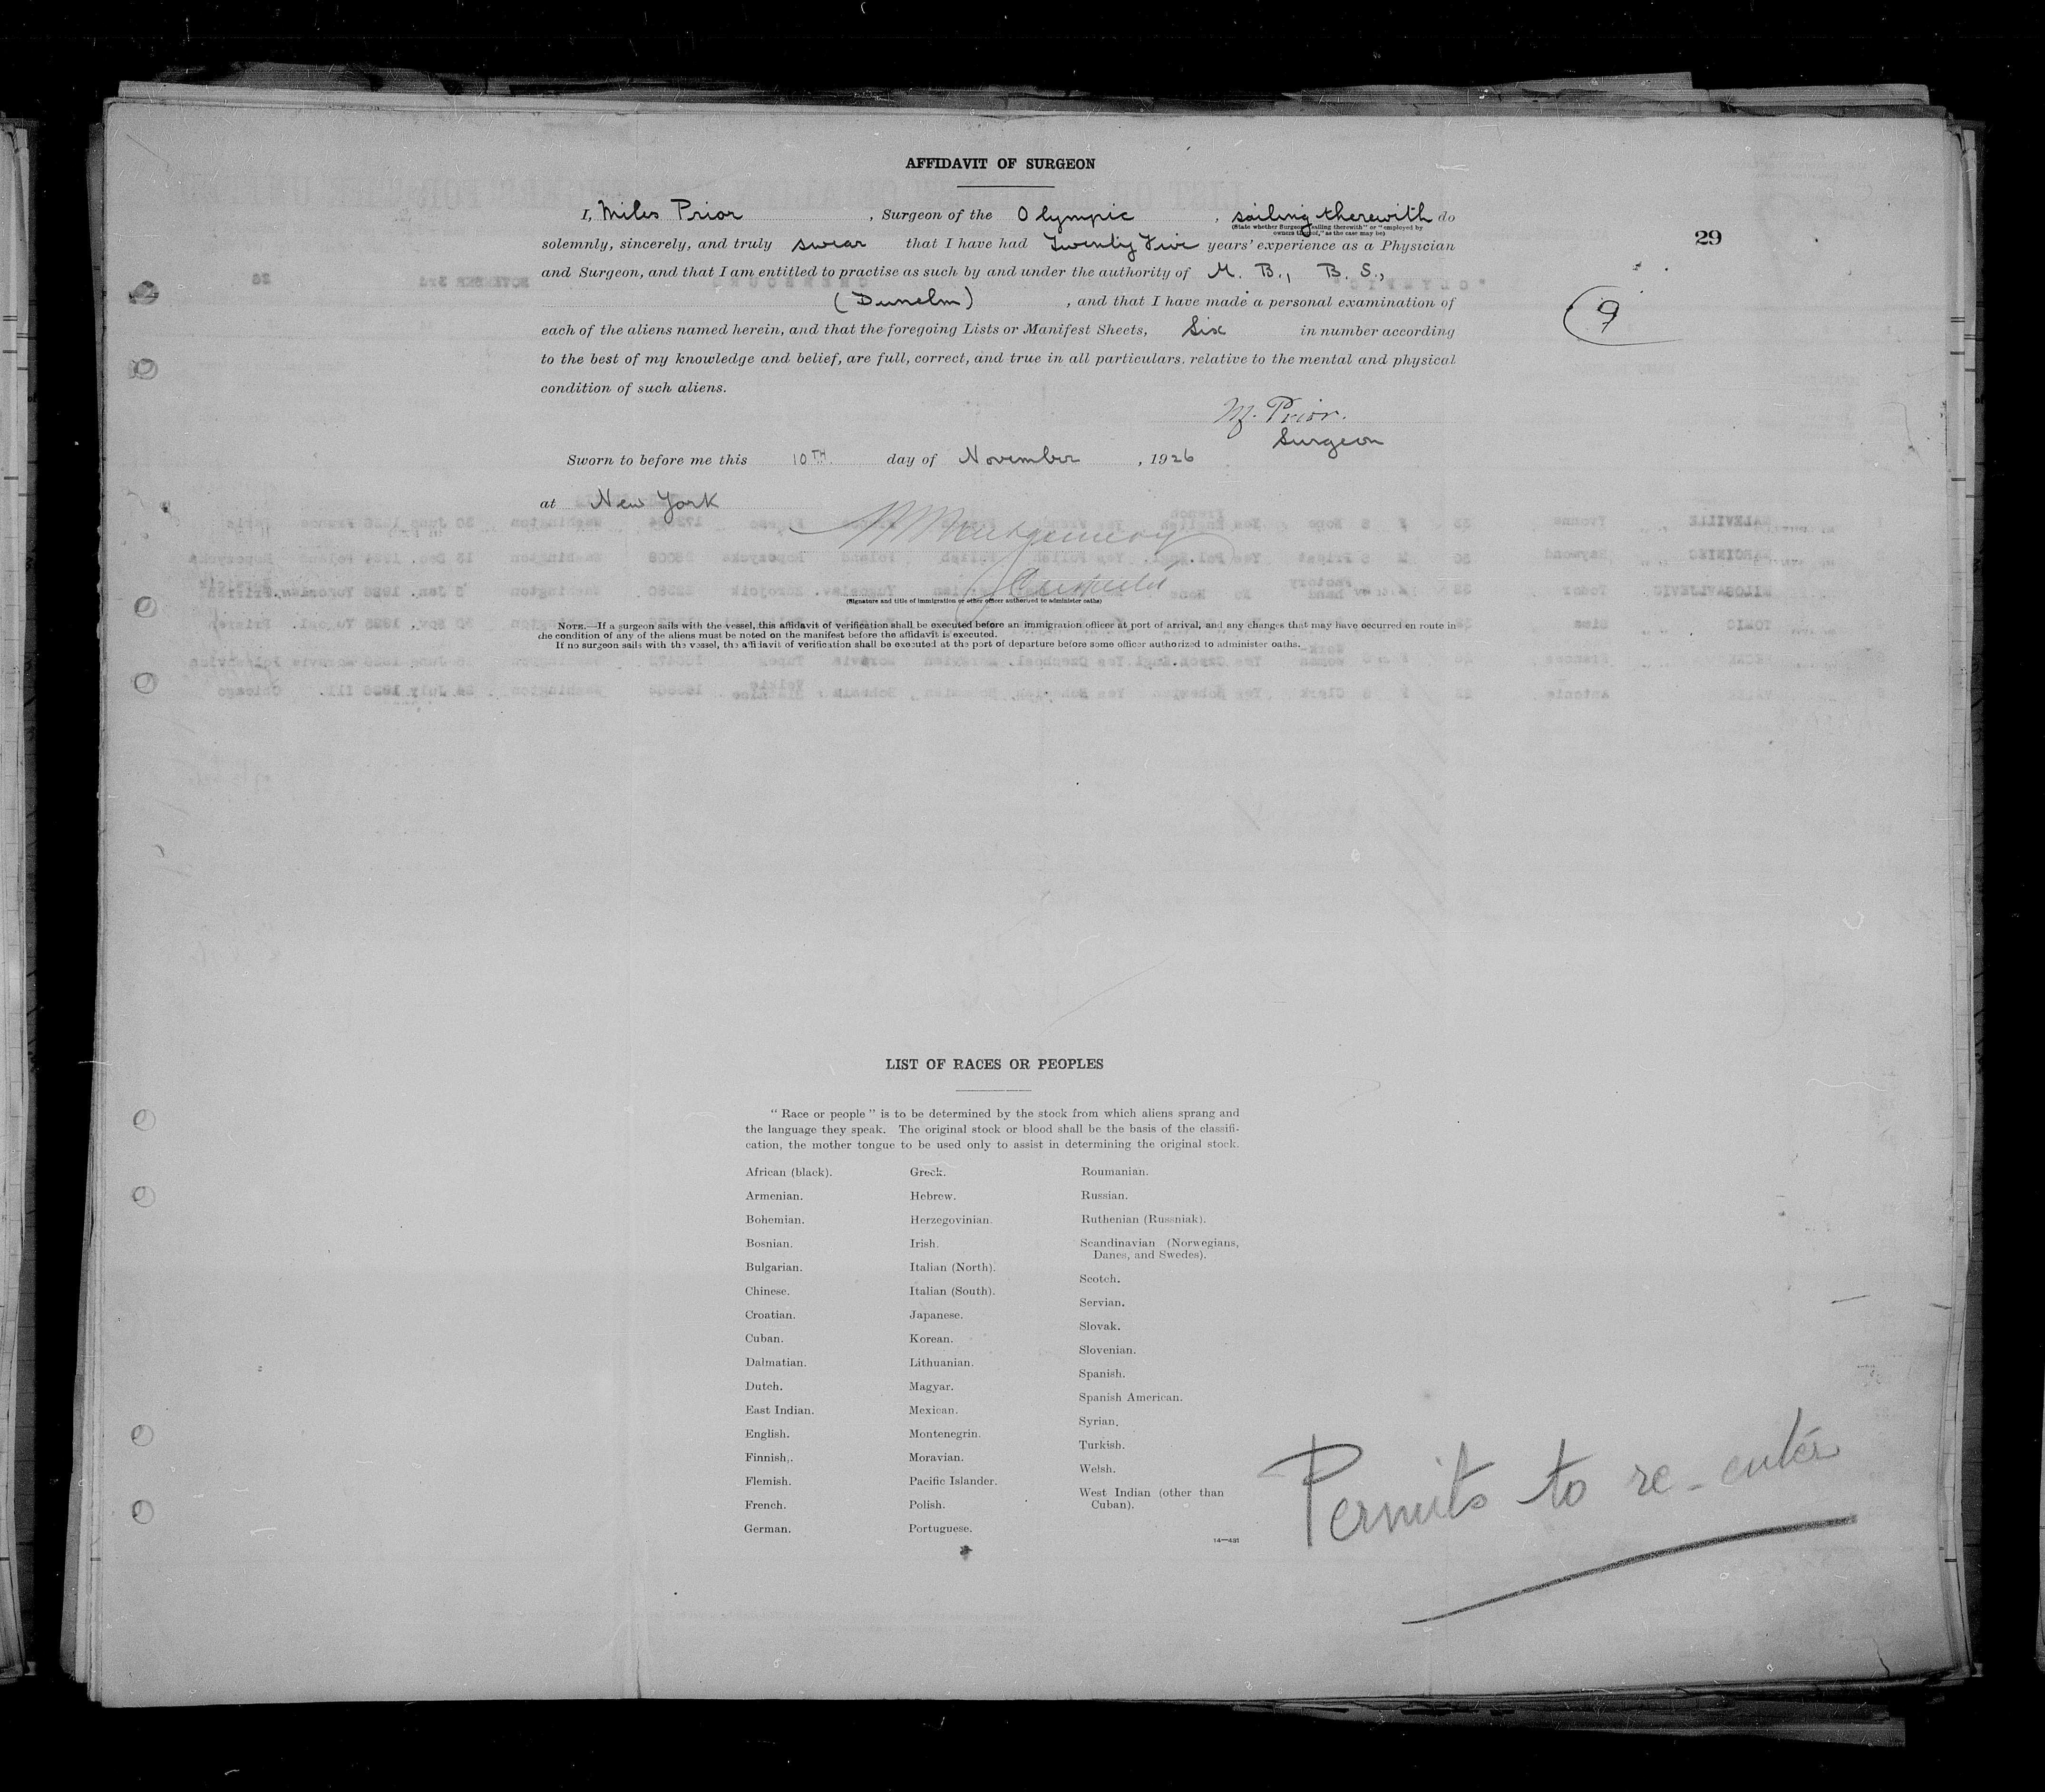 AFFIDAVIT OF SURGEON
29
I, Miles Prior , Surgeon of the Olympic , sailing therewith do
(State whether Surgeon "sailing therewith" or "employed by
owners thereof," as the case may be)
solemnly, sincerely, and truly swear that I have had Twenty Five years' experience as a Physician
and Surgeon, and that I am entitled to practise as such by and under the authority of M. B., B. S.,
(Dunelm) , and that I have made a personal examination of
9
each of the aliens named herein, and that the foregoing Lists or Manifest Sheets, Six in number according
to the best of my knowledge and belief, are full, correct, and true in all particulars, relative to the mental and physical
condition of such aliens.
M. Prior.
Surgeon
Sworn to before me this 10TH day of November , 1926
at New York
Montgomery
(Signature and title of immigration or other officer authorized to administer oaths)
NOTE.—If a surgeon sails with the vessel, this affidavit of verification shall be executed before an immigration officer at port of arrival, and any changes that may have occurred en route in
the condition of any of the aliens must be noted on the manifest before the affidavit is executed.
If no surgeon sails with the vessel, the affidavit of verification shall be executed at the port of departure before some officer authorized to administer oaths.
LIST OF RACES OR PEOPLES
" Race or people " is to be determined by the stock from which aliens sprang and
the language they speak. The original stock or blood shall be the basis of the classifi-
cation, the mother tongue to be used only to assist in determining the original stock.
African (black).
Armenian.
Bohemian.
Bosnian.
Bulgarian.
Chinese.
Croatian.
Cuban.
Dalmatian.
Dutch.
East Indian.
English.
Finnish.
Flemish.
French.
German.
Greek.
Hebrew.
Herzegovinian.
Irish.
Italian (North).
Italian (South).
Japanese.
Korean.
Lithuanian.
Magyar.
Mexican.
Montenegrin.
Moravian.
Pacific Islander.
Polish.
Portuguese.
Roumanian.
Russian.
Ruthenian (Russniak).
Scandinavian (Norwegians,
Danes, and Swedes).
Scotch.
Servian.
Slovak.
Slovenian.
Spanish.
Spanish American.
Syrian.
Turkish.
Welsh.
West Indian (other than
Cuban).
14—431
Permits to re-enter